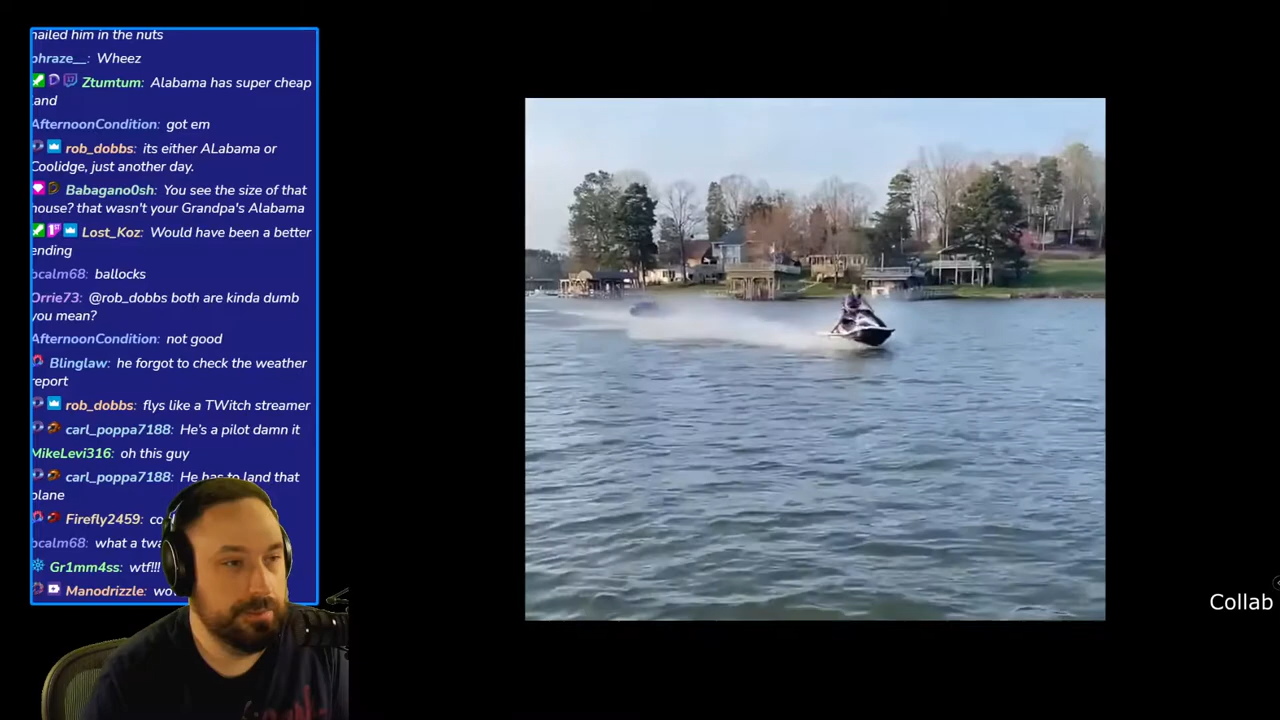 nailed him in the nuts
phraze__: Wheez
Ztumtum: Alabama has super cheap
land
AfternoonCondition: got em
rob_dobbs: its either ALabama or
Coolidge, just another day.
Babagano0sh: You see the size of that
house? that wasn't your Grandpa's Alabama
Lost_Koz: Would have been a better
ending
pcalm68: ballocks
Orrie73: @rob_dobbs both are kinda dumb
you mean?
AfternoonCondition: not good
Blinglaw: he forgot to check the weather
report
rob_dobbs: flys like a TWitch streamer
carl_poppa7188: He's a pilot damn it
MikeLevi316: oh this guy
carl_poppa7188: He has to land that
plane
Firefly2459:
pcalm68: what a
Gr1mm4ss: wtf!!!
Manodrizzle:
Collab